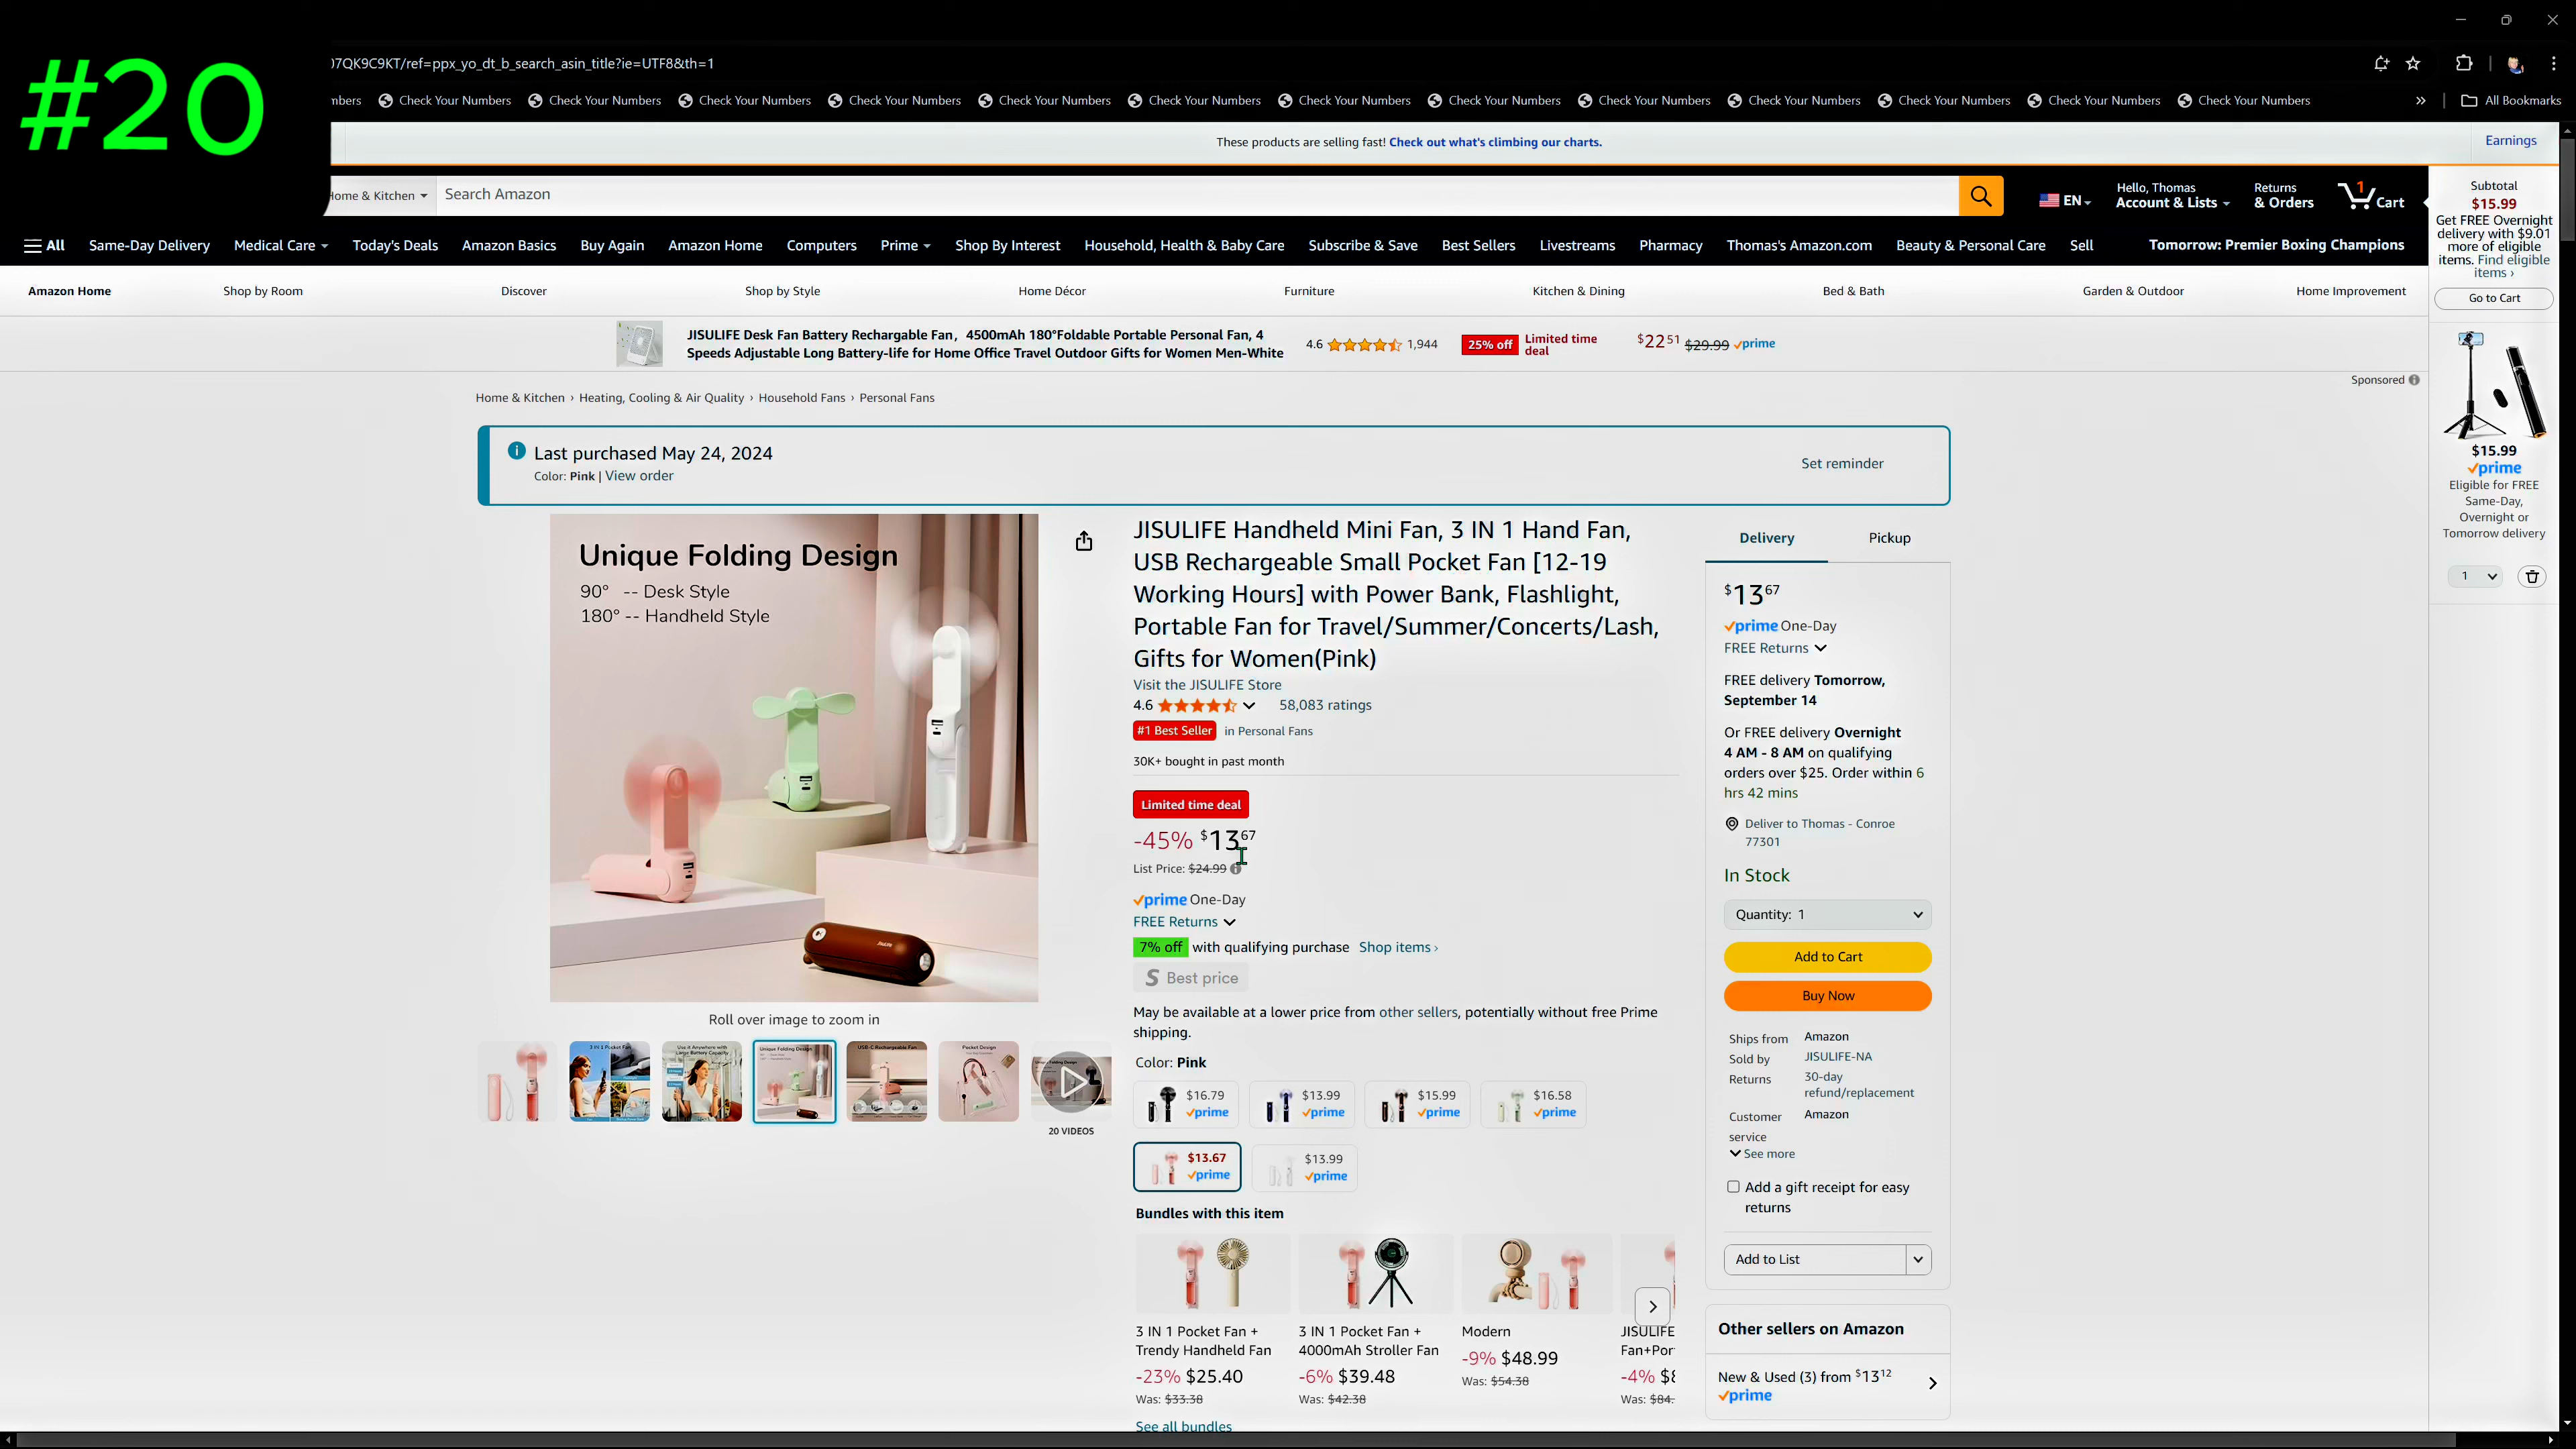 #20
07QK9C9KT/ref=ppx_yo_dt_b_search_asin_title?ie=UTF8&th=1
Check Your Numbers
Check Your Numbers
Check Your Numbers
Check Your Numbers
Check Your Numbers
Check Your Numbers
Check Your Numbers
Check Your Numbers
Check Your Numbers
Check Your Numbers
Check Your Numbers
Check Your Numbers
Check Your Numbers
All Bookmarks
These products are selling fast! Check out what's climbing our charts.
Earnings
Home & Kitchen
Search Amazon
EN
Hello, Thomas
Account & Lists
Returns
& Orders
1
Cart
All
Same-Day Delivery
Medical Care
Today's Deals
Amazon Basics
Buy Again
Amazon Home
Computers
Prime
Shop By Interest
Household, Health & Baby Care
Subscribe & Save
Best Sellers
Livestreams
Pharmacy
Thomas's Amazon.com
Beauty & Personal Care
Sell
Tomorrow: Premier Boxing Champions
Subtotal
$15.99
Get FREE Overnight
delivery with $9.01
more of eligible
items. Find eligible
items ›
Go to Cart
$15.99
prime
Eligible for FREE
Same-Day,
Overnight or
Tomorrow delivery
1
Amazon Home
Shop by Room
Discover
Shop by Style
Home Décor
Furniture
Kitchen & Dining
Bed & Bath
Garden & Outdoor
Home Improvement
JISULIFE Desk Fan Battery Rechargable Fan, 4500mAh 180°Foldable Portable Personal Fan, 4
Speeds Adjustable Long Battery-life for Home Office Travel Outdoor Gifts for Women Men-White
4.6
1,944
25% off
Limited time
deal
$22 51 $29.99 prime
Sponsored
Home & Kitchen › Heating, Cooling & Air Quality › Household Fans › Personal Fans
Last purchased May 24, 2024
Color: Pink | View order
Set reminder
Unique Folding Design
90° -- Desk Style
180° -- Handheld Style
Roll over image to zoom in
3 IN 1 Pocket Fan
Use it Anywhere with
Large Battery Capacity
Unique Folding Design
USB-C Rechargeable Fan
Pocket Design
20 VIDEOS
JISULIFE Handheld Mini Fan, 3 IN 1 Hand Fan,
USB Rechargeable Small Pocket Fan [12-19
Working Hours] with Power Bank, Flashlight,
Portable Fan for Travel/Summer/Concerts/Lash,
Gifts for Women(Pink)
Visit the JISULIFE Store
4.6
58,083 ratings
#1 Best Seller in Personal Fans
30K+ bought in past month
Limited time deal
-45% $13 67
List Price: $24.99
prime One-Day
FREE Returns
7% off with qualifying purchase Shop items ›
Best price
May be available at a lower price from other sellers, potentially without free Prime
shipping.
Color: Pink
$16.79
prime
$13.99
prime
$15.99
prime
$16.58
prime
$13.67
prime
$13.99
prime
Bundles with this item
3 IN 1 Pocket Fan +
Trendy Handheld Fan
-23% $25.40
Was: $33.38
3 IN 1 Pocket Fan +
4000mAh Stroller Fan
-6% $39.48
Was: $42.38
Modern
-9% $48.99
Was: $54.38
JISULIFE
Fan+Por
-4%
Was: $84.
See all bundles
Delivery
Pickup
$13 67
prime One-Day
FREE Returns
FREE delivery Tomorrow,
September 14
Or FREE delivery Overnight
4 AM - 8 AM on qualifying
orders over $25. Order within 6
hrs 42 mins
Deliver to Thomas - Conroe
77301
In Stock
Quantity: 1
Add to Cart
Buy Now
Ships from
Amazon
Sold by
JISULIFE-NA
Returns
30-day
refund/replacement
Customer
service
Amazon
See more
Add a gift receipt for easy
returns
Add to List
Other sellers on Amazon
New & Used (3) from $13 12
prime